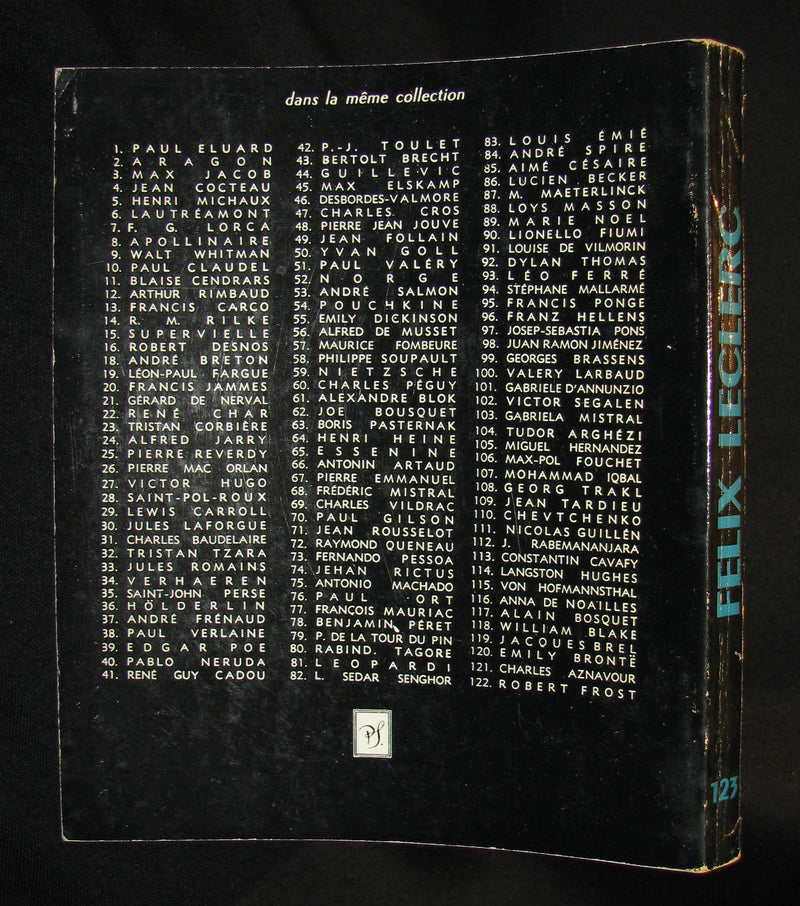 dans la même collection
1. PAUL ELUARD
2. ARAGON
3. MAX JACOB
4. JEAN COCTEAU
5. HENRI MICHAUX
6. LAUTRÉAMONT
7. F. G. LORCA
8. APOLLINAIRE
9. WALT WHITMAN
10. PAUL CLAUDEL
11. BLAISE CENDRARS
12. ARTHUR RIMBAUD
13. FRANCIS CARCO
14. R. M. RILKE
15. SUPERVIELLE
16. ROBERT DESNOS
18. ANDRÉ BRETON
19. LÉON-PAUL FARGUE
20. FRANCIS JAMMES
21. GÉRARD DE NERVAL
22. RENÉ CHAR
23. TRISTAN CORBIÈRE
24. ALFRED JARRY
25. PIERRE REVERDY
26. PIERRE MAC ORLAN
27. VICTOR HUGO
28. SAINT-POL-ROUX
29. LEWIS CARROLL
30. JULES LAFORGUE
31. CHARLES BAUDELAIRE
32. TRISTAN TZARA
33. JULES ROMAINS
34. VERHAEREN
35. SAINT-JOHN PERSE
36. HÖLDERLIN
37. ANDRÉ FRÉNAUD
38. PAUL VERLAINE
39. EDGAR POE
40. PABLO NERUDA
41. RENÉ GUY CADOU
42. P.-J. TOULET
43. BERTOLT BRECHT
44. GUILLEVIC
45. MAX ELSKAMP
46. DESBORDES-VALMORE
47. CHARLES CROS
48. PIERRE JEAN JOUVE
49. JEAN FOLLAIN
50. YVAN GOLL
51. PAUL VALÉRY
52. NORGE
53. ANDRÉ SALMON
54. POUCHKINE
55. EMILY DICKINSON
56. ALFRED DE MUSSET
57. MAURICE FOMBEURE
58. PHILIPPE SOUPAULT
59. NIETZSCHE
60. CHARLES PÉGUY
61. ALEXANDRE BLOK
62. JOE BOUSQUET
63. BORIS PASTERNAK
64. HENRI HEINE
65. ESSENINE
66. ANTONIN ARTAUD
67. PIERRE EMMANUEL
68. FRÉDÉRIC MISTRAL
69. CHARLES VILDRAC
70. PAUL GILSON
71. JEAN ROUSSELOT
72. RAYMOND QUENEAU
73. FERNANDO PESSOA
74. JEHAN RICTUS
75. ANTONIO MACHADO
76. PAUL ORT
77. FRANÇOIS MAURIAC
78. BENJAMIN PÉRET
79. P. DE LA TOUR DU PIN
80. RABIND. TAGORE
81. LEOPARDI
82. L. SEDAR SENGHOR
83. LOUIS ÉMIÉ
84. ANDRÉ SPIRE
85. AIMÉ CÉSAIRE
86. LUCIEN BECKER
87. M. MAETERLINCK
88. LOYS MASSON
89. MARIE NOEL
90. LIONELLO FIUMI
91. LOUISE DE VILMORIN
92. DYLAN THOMAS
93. LÉO FERRÉ
94. STÉPHANE MALLARMÉ
95. FRANCIS PONGE
96. FRANZ HELLENS
97. JOSEP-SEBASTIA PONS
98. JUAN RAMON JIMÉNEZ
99. GEORGES BRASSENS
100. VALERY LARBAUD
101. GABRIELE D'ANNUNZIO
102. VICTOR SEGALEN
103. GABRIELA MISTRAL
104. TUDOR ARGHÉZI
105. MIGUEL HERNANDEZ
106. MAX-POL FOUCHET
107. MOHAMMAD IQBAL
108. GEORG TRAKL
109. JEAN TARDIEU
110. CHEVTCHENKO
111. NICOLAS GUILLÉN
112. J. RABEMANANJARA
113. CONSTANTIN CAVAFY
114. LANGSTON HUGHES
115. VON HOFMANNSTHAL
116. ANNA DE NOAILLES
117. ALAIN BOSQUET
118. WILLIAM BLAKE
119. JACQUES BREL
120. EMILY BRONTË
121. CHARLES AZNAVOUR
122. ROBERT FROST
PS.
FELIX LECLERC
123